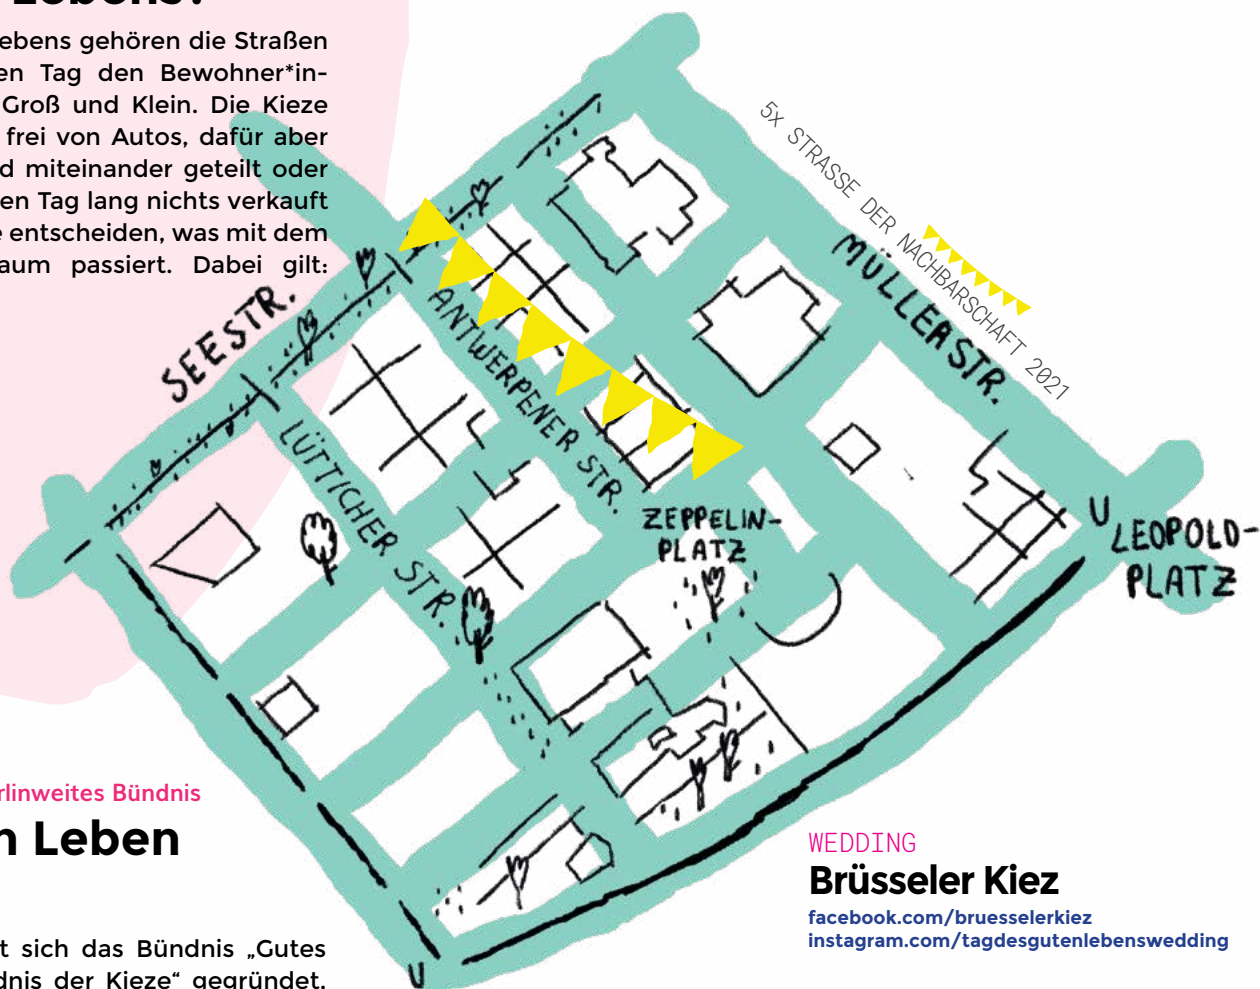 Lebens?
ebens gehören die Straßen
en Tag den Bewohner*in-
Groß und Klein. Die Kieze
frei von Autos, dafür aber
d miteinander geteilt oder
en Tag lang nichts verkauft
e entscheiden, was mit dem
aum passiert. Dabei gilt:
5x STRASSE DER NACHBARSCHAFT 2021
MÜLLERSTR.
SEESTR.
ANTWERPENER STR.
LÜTTICHER STR.
ZEPPELIN-
PLATZ
U LEOPOLD-
PLATZ
rlinweites Bündnis
n Leben
t sich das Bündnis „Gutes
dnis der Kieze“ gegründet.
U
WEDDING
Brüsseler Kiez
facebook.com/bruesselerkiez
instagram.com/tagdesgutenlebenswedding